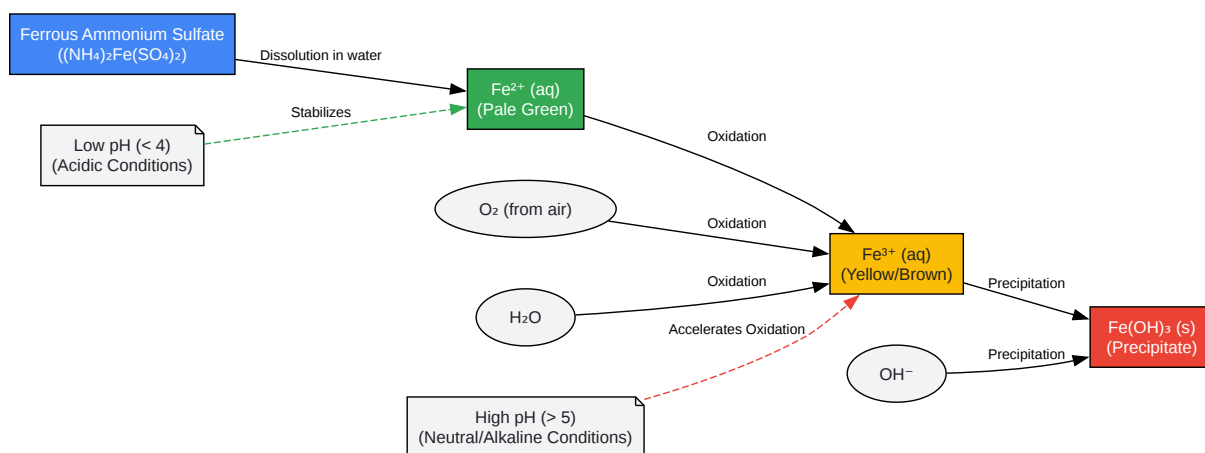 Ferrous Ammonium Sulfate
((NH₄)₂Fe(SO₄)₂)
Dissolution in water
Fe²⁺ (aq)
(Pale Green)
Stabilizes
Low pH (< 4)
(Acidic Conditions)
Oxidation
O₂ (from air)
Oxidation
Fe³⁺ (aq)
(Yellow/Brown)
Oxidation
H₂O
Accelerates Oxidation
Precipitation
Fe(OH)₃ (s)
(Precipitate)
Precipitation
OH⁻
High pH (> 5)
(Neutral/Alkaline Conditions)